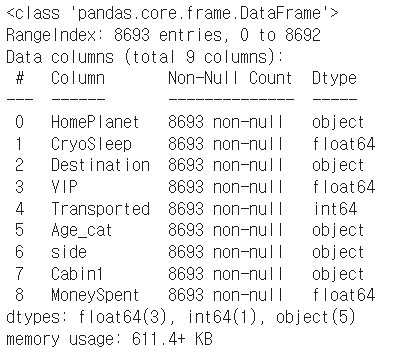 <class 'pandas.core.frame.DataFrame'>
RangeIndex: 8693 entries, 0 to 8692
Data columns (total 9 columns):
 #   Column       Non-Null Count  Dtype
---  ------       --------------  -----
 0   HomePlanet   8693 non-null   object
 1   CryoSleep    8693 non-null   float64
 2   Destination  8693 non-null   object
 3   VIP          8693 non-null   float64
 4   Transported  8693 non-null   int64
 5   Age_cat      8693 non-null   object
 6   side         8693 non-null   object
 7   Cabin1       8693 non-null   object
 8   MoneySpent   8693 non-null   float64
dtypes: float64(3), int64(1), object(5)
memory usage: 611.4+ KB